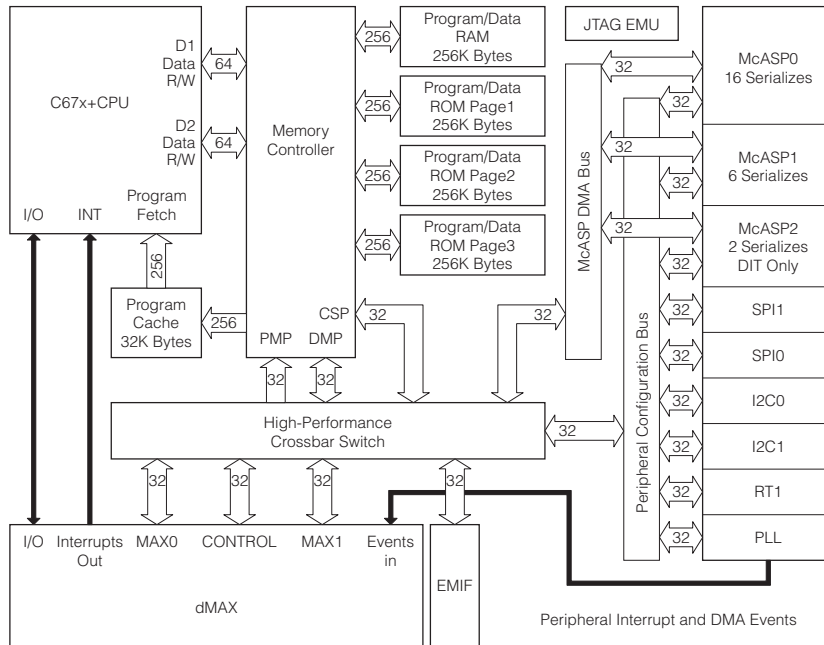 D1
Data
R/W
C67x+CPU
D2
Data
R/W
I/O
INT
Program
Fetch
64
64
256
Program
Cache
32K Bytes
256
Memory
Controller
CSP
PMP
DMP
32
32
32
256
Program/Data
RAM
256K Bytes
256
Program/Data
ROM Page1
256K Bytes
256
Program/Data
ROM Page2
256K Bytes
256
Program/Data
ROM Page3
256K Bytes
JTAG EMU
McASP DMA Bus
32
Peripheral Configuration Bus
32
32
McASP0
16 Serializes
32
32
McASP1
6 Serializes
32
32
McASP2
2 Serializes
DIT Only
32
32
SPI1
32
SPI0
32
I2C0
32
I2C1
32
RT1
32
PLL
High-Performance
Crossbar Switch
32
32
32
32
32
I/O
Interrupts
Out
MAX0
CONTROL
MAX1
Events
in
dMAX
EMIF
Peripheral Interrupt and DMA Events